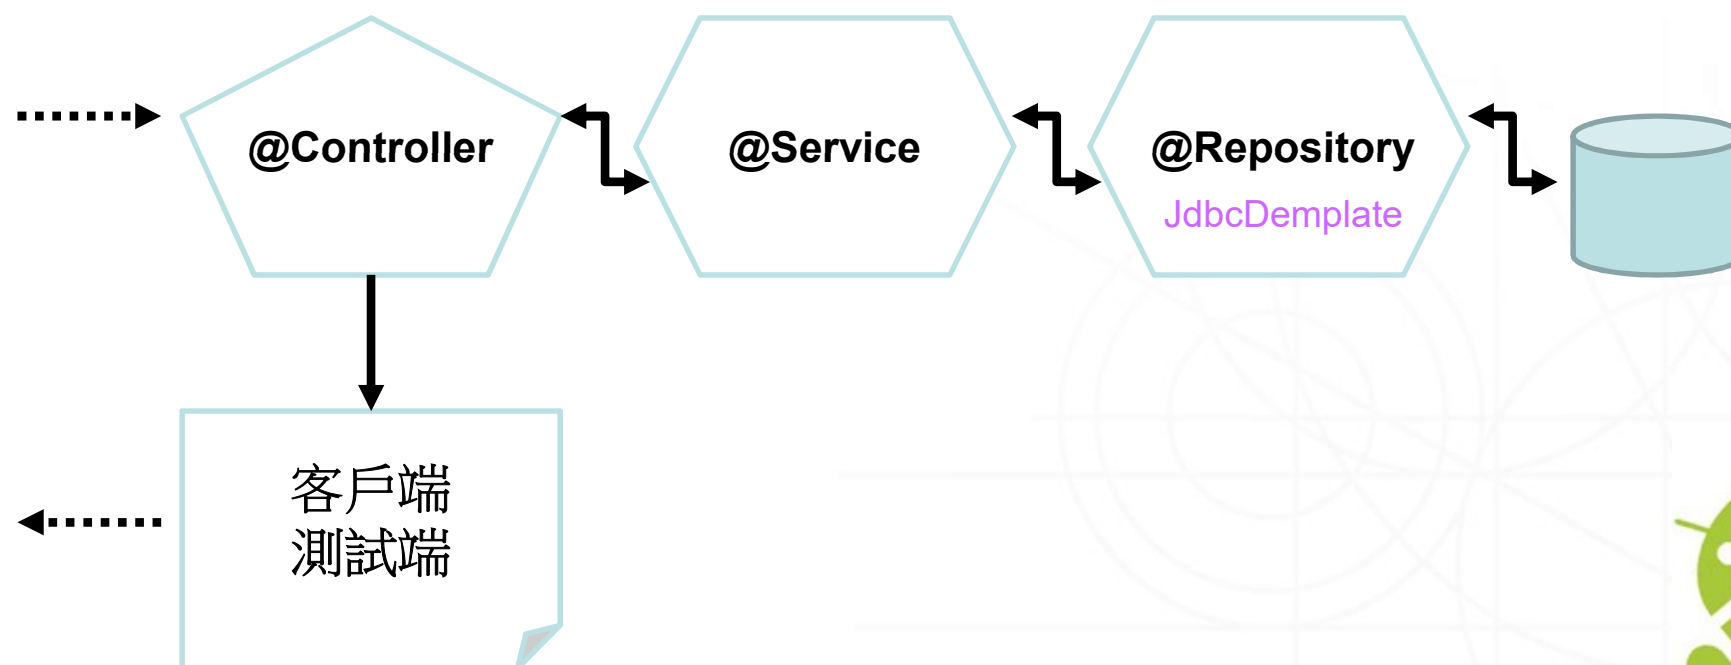 @Controller
@Service
@Repository
JdbcDemplate
客戶端
測試端